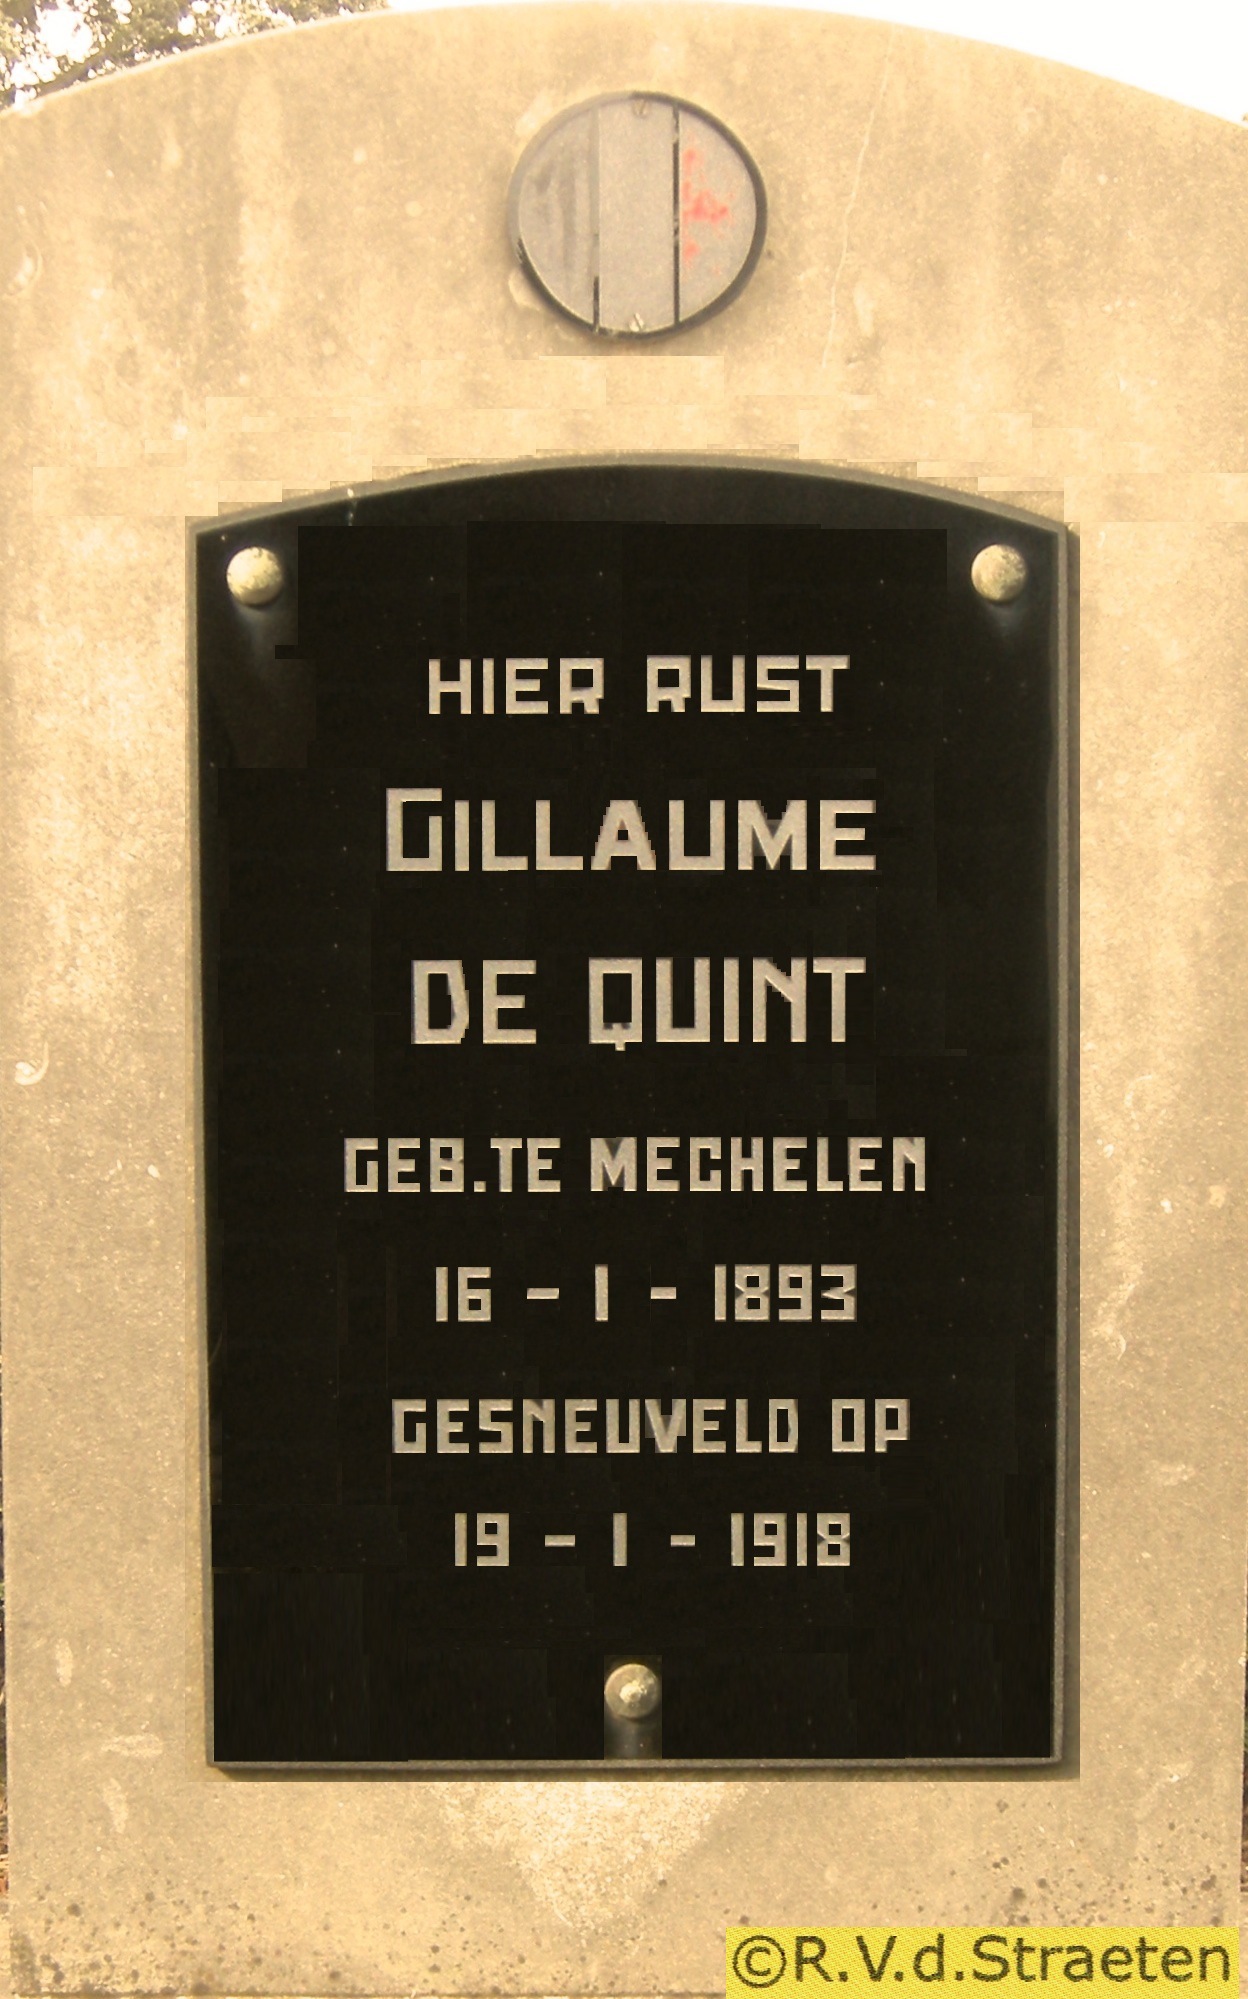 HIER RUST
GILLAUME
DE QUINT
GEB.TE MECHELEN
16 - 1 - 1893
GESNEUVELD OP
19 - 1 - 1918
©R.V.d.Straeten